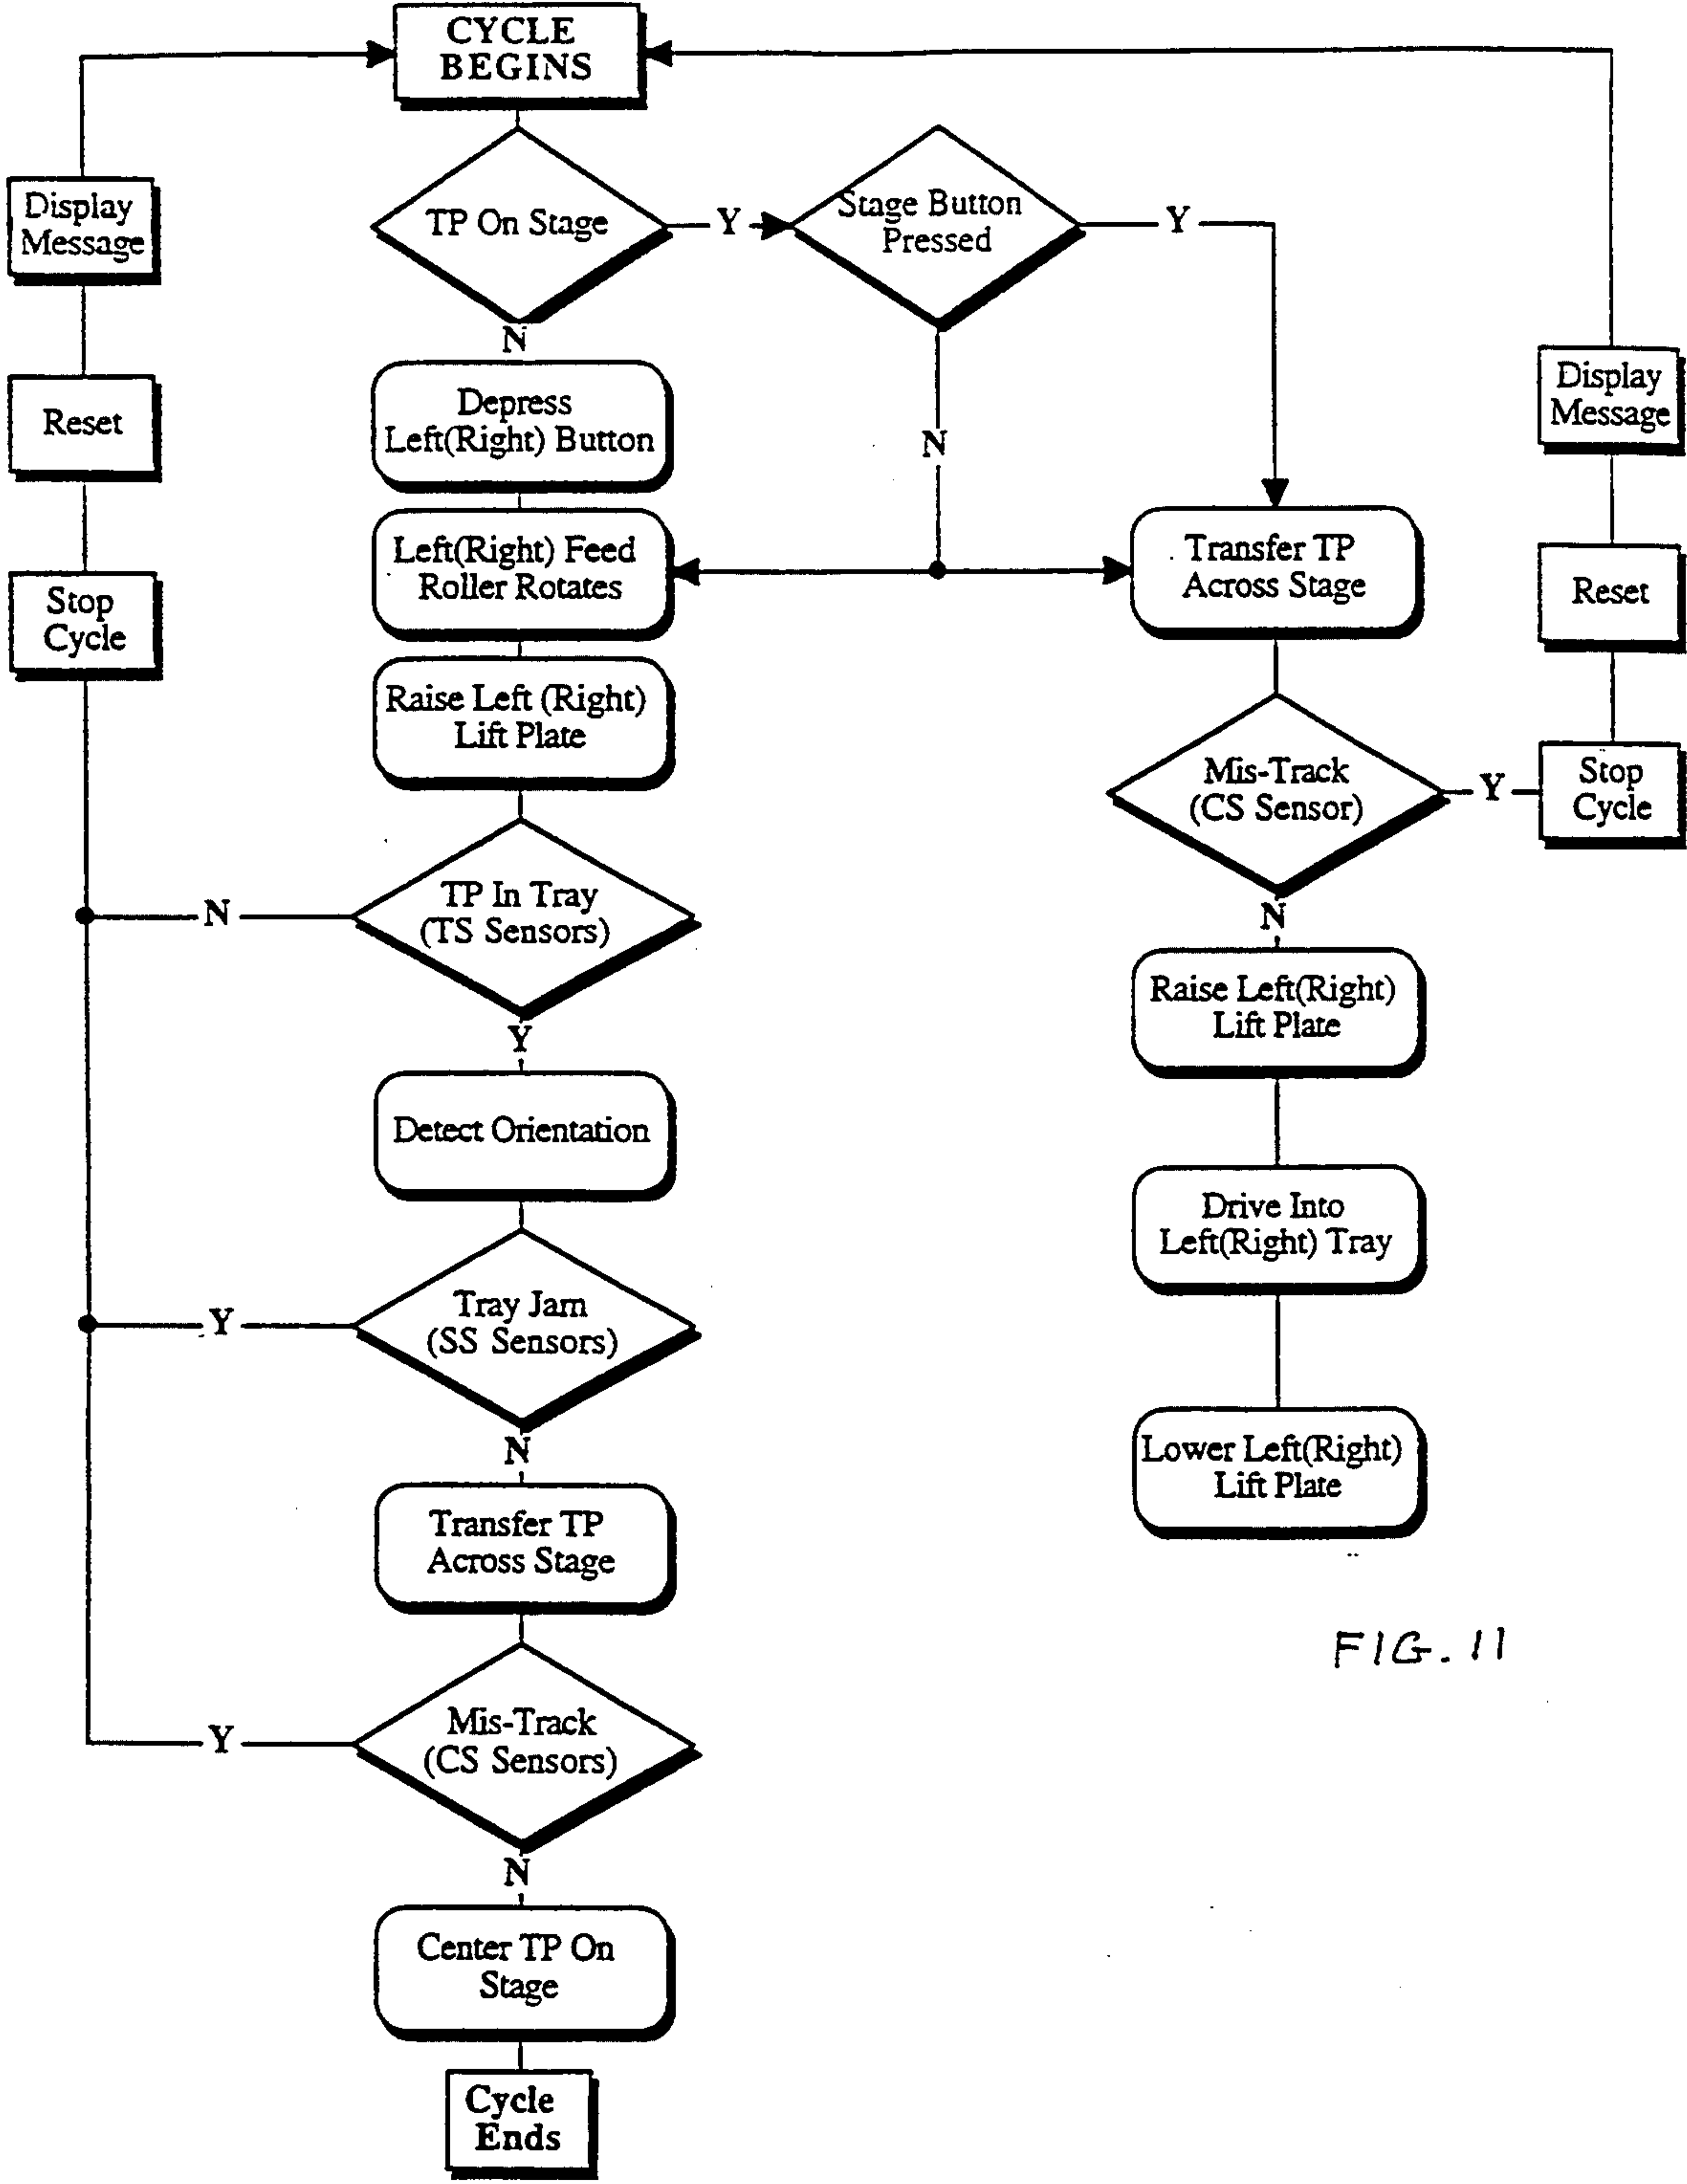 CYCLE
BEGINS
TP On Stage
Y
Stage Button
Pressed
Y
N
N
Depress
Left(Right) Button
Left(Right) Feed
Roller Rotates
Raise Left (Right)
Lift Plate
TP In Tray
(TS Sensors)
N
Y
Detect Orientation
Tray Jam
(SS Sensors)
Y
N
Transfer TP
Across Stage
Mis-Track
(CS Sensors)
Y
N
Center TP On
Stage
Cycle
Ends
Display
Message
Reset
Stop
Cycle
Transfer TP
Across Stage
Mis-Track
(CS Sensor)
Y
N
Raise Left(Right)
Lift Plate
Drive Into
Left(Right) Tray
Lower Left(Right)
Lift Plate
Display
Message
Reset
Stop
Cycle
FIG. 11